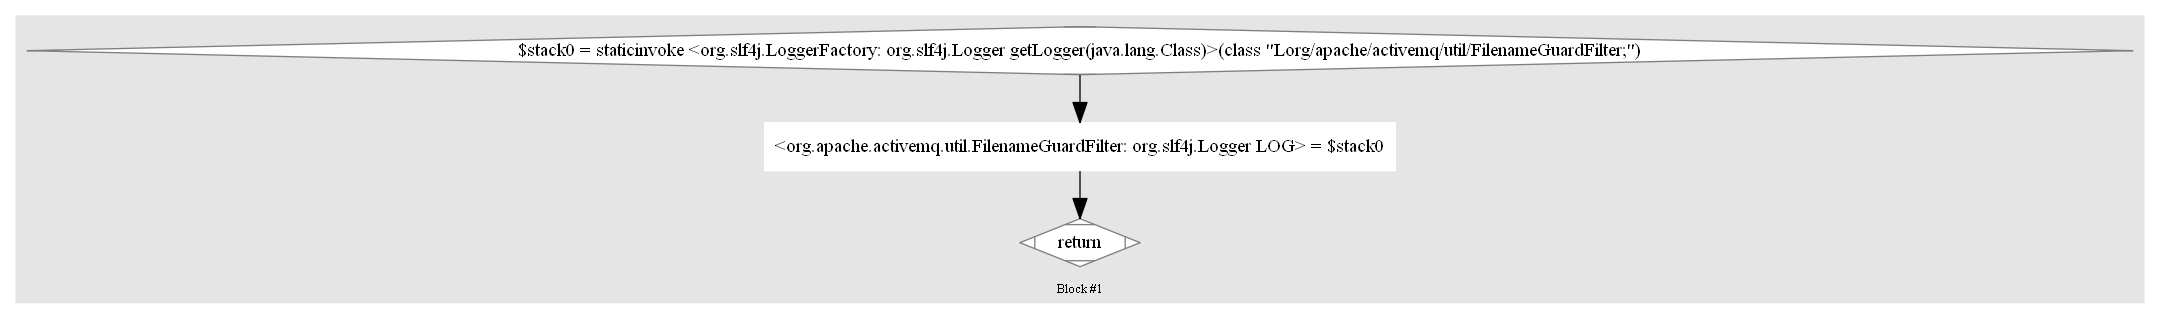 $stack0 = staticinvoke <org.slf4j.LoggerFactory: org.slf4j.Logger getLogger(java.lang.Class)>(class "Lorg/apache/activemq/util/FilenameGuardFilter;")
<org.apache.activemq.util.FilenameGuardFilter: org.slf4j.Logger LOG> = $stack0
return
Block #1